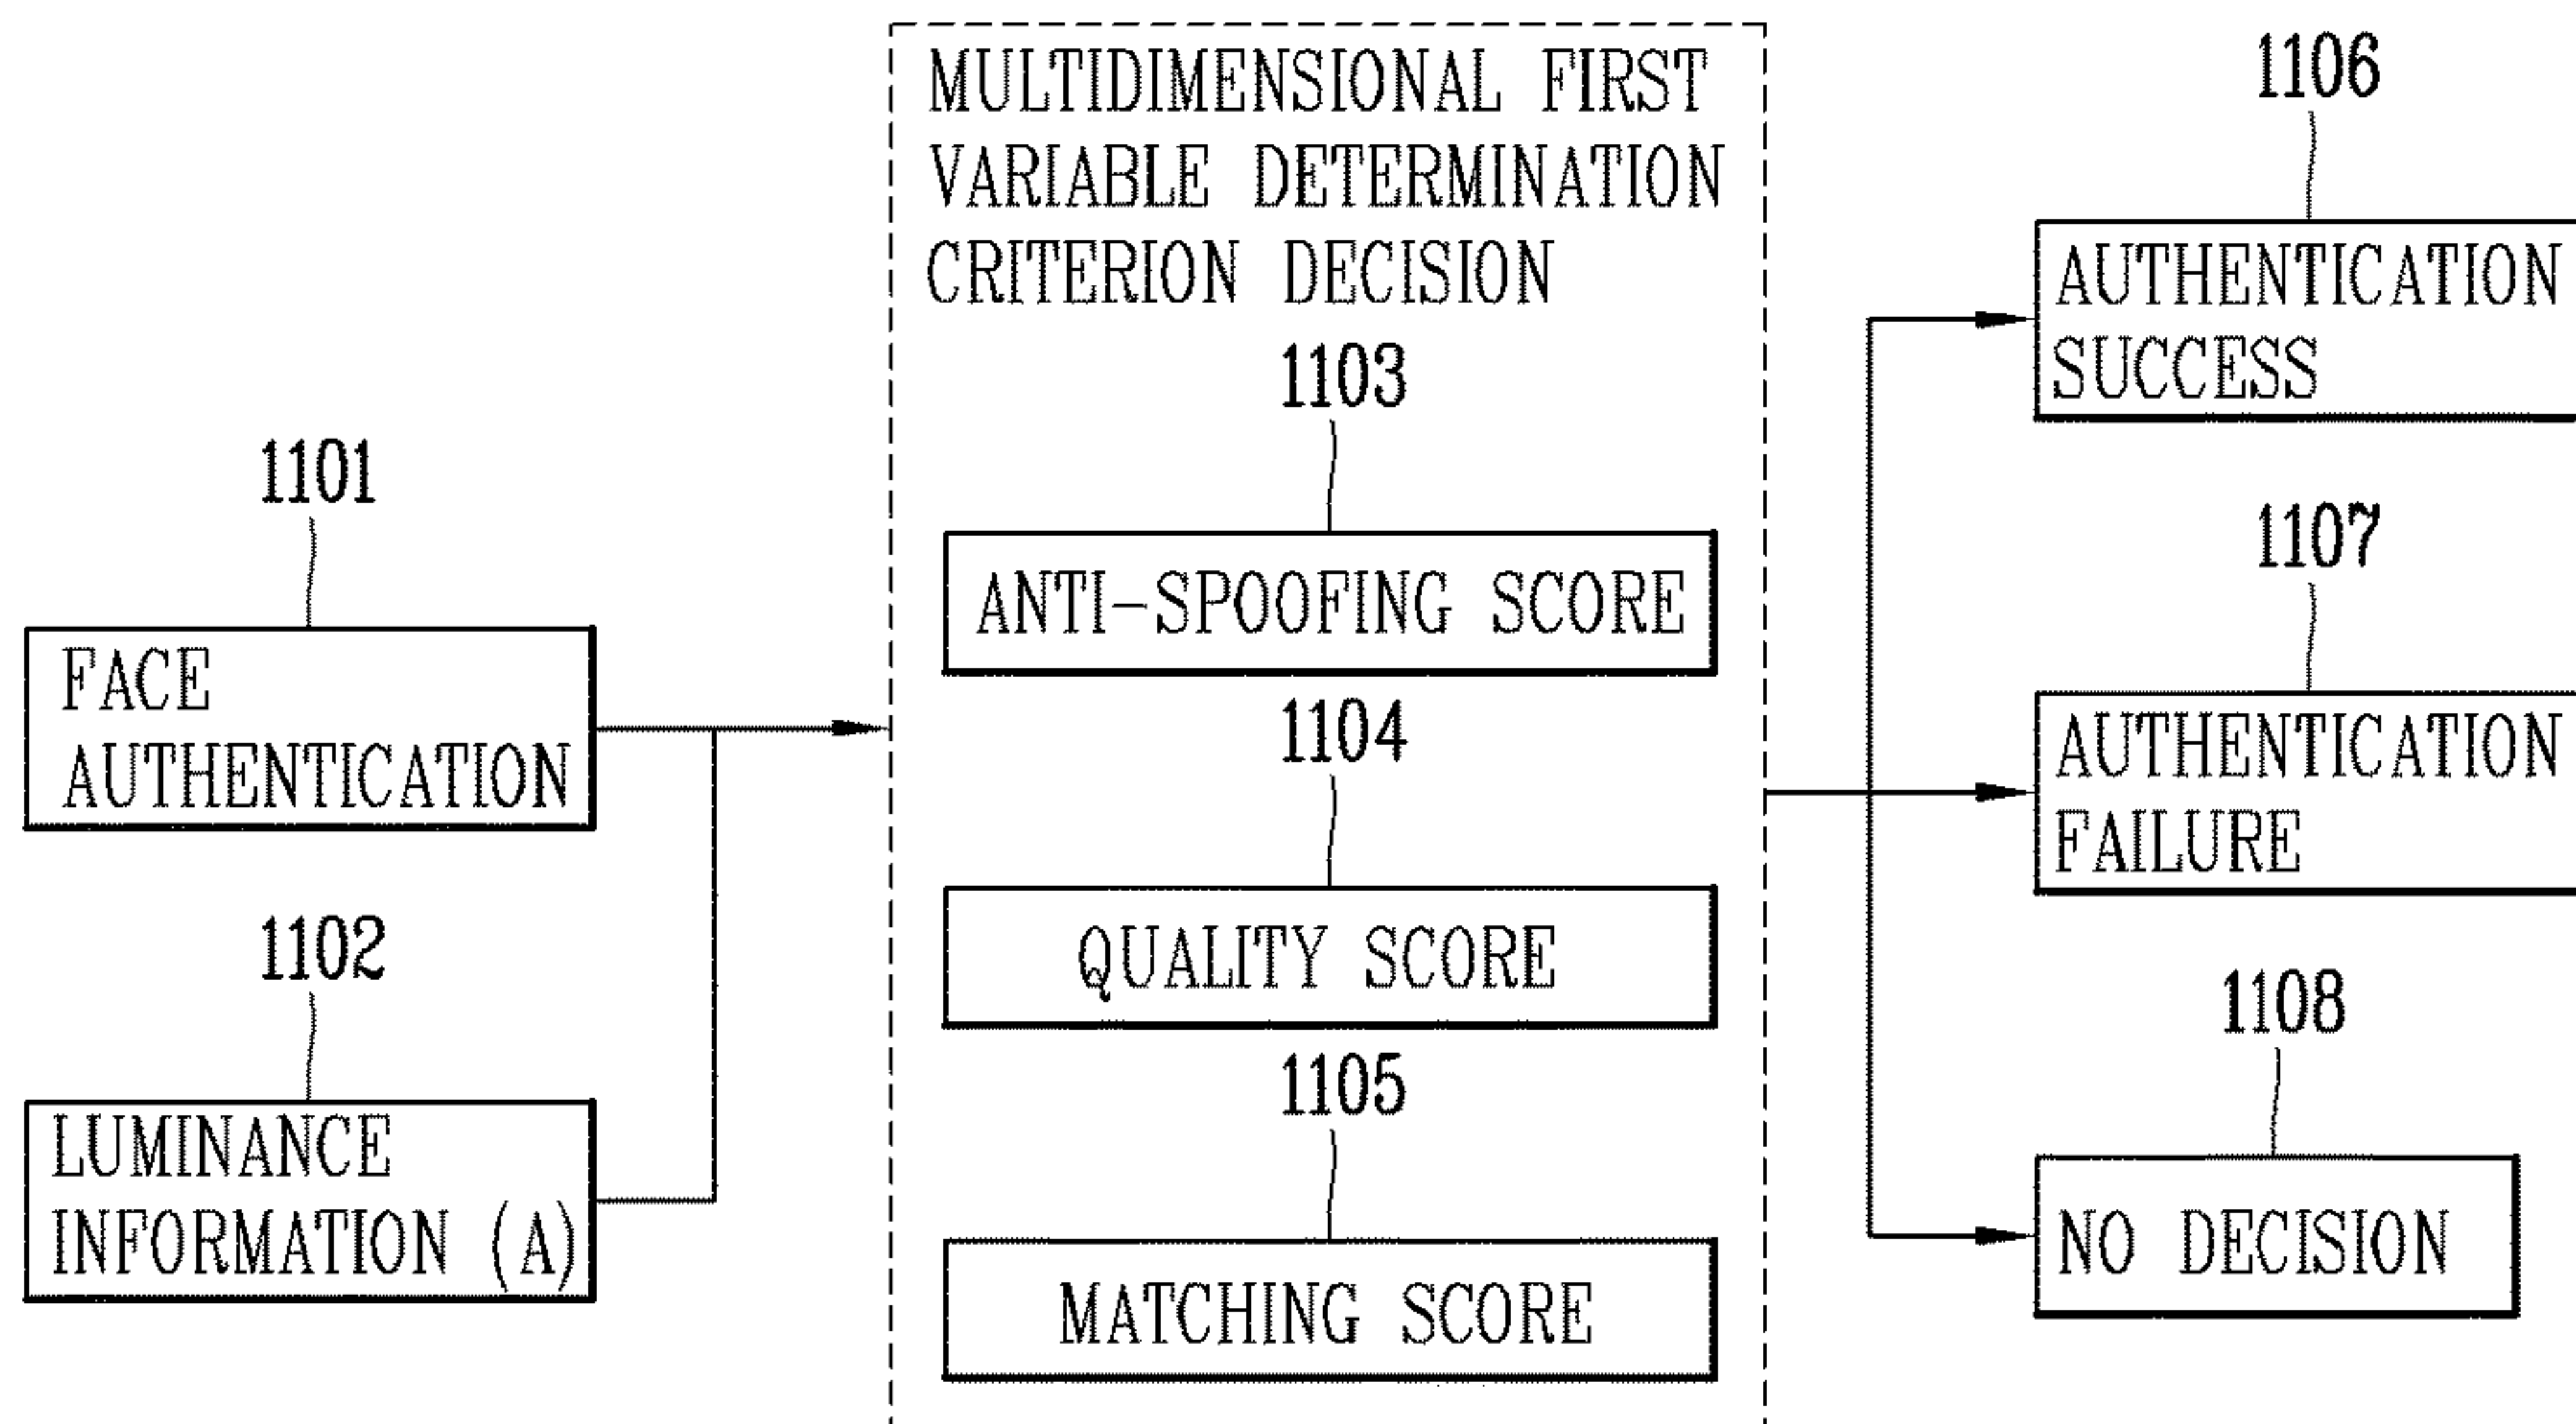 1101
FACE
AUTHENTICATION
1102
LUMINANCE
INFORMATION (A)
MULTIDIMENSIONAL FIRST
VARIABLE DETERMINATION
CRITERION DECISION
1103
ANTI-SPOOFING SCORE
1104
QUALITY SCORE
1105
MATCHING SCORE
1106
AUTHENTICATION
SUCCESS
1107
AUTHENTICATION
FAILURE
1108
NO DECISION